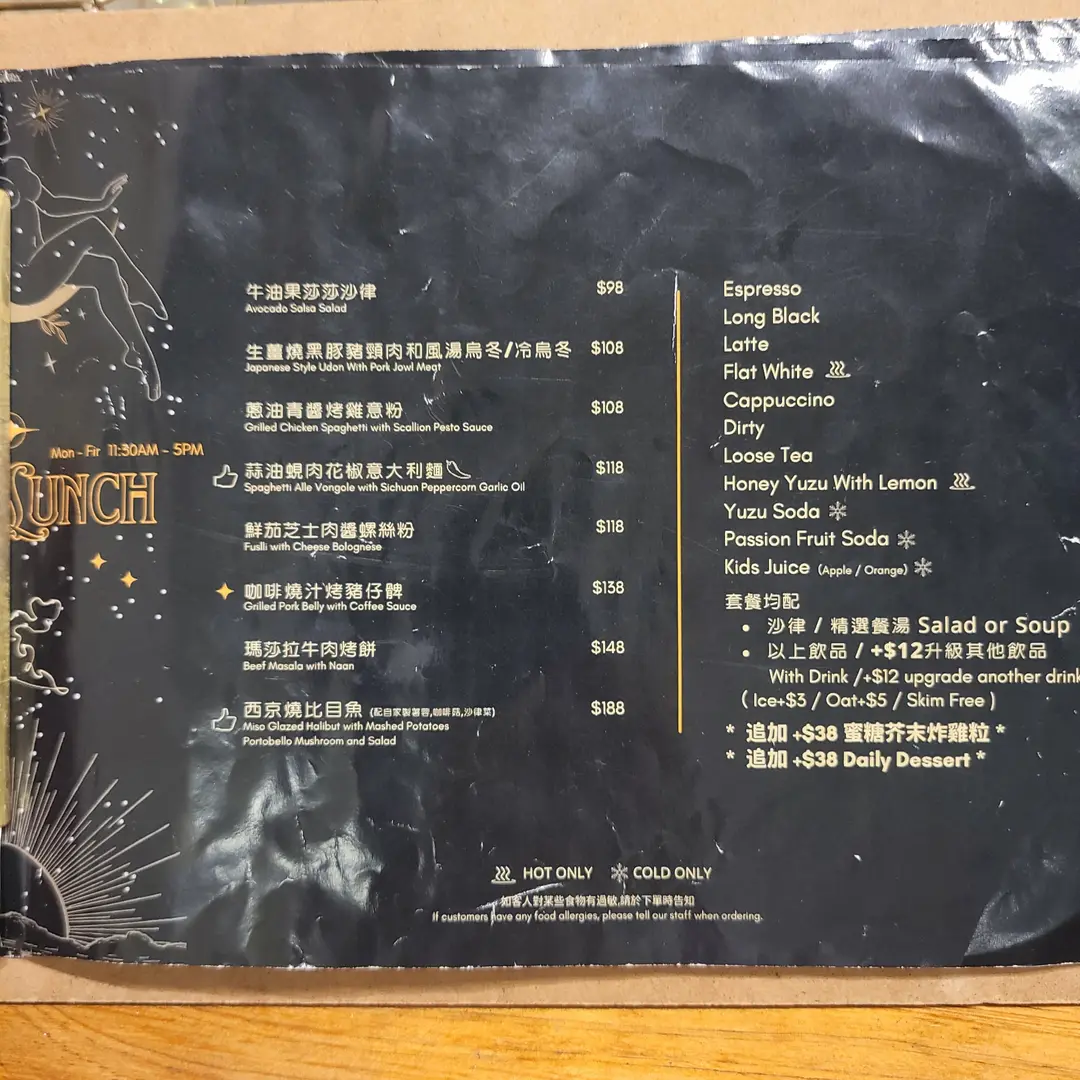 Mon - Fir 11:30AM - 5PM
LUNCH
牛油果莎莎沙律 $98
Avocado Salsa Salad
生薑燒黑豚豬頸肉和風湯烏冬/冷烏冬 $108
Japanese Style Udon With Pork Jowl Meat
蔥油青醬烤雞意粉 $108
Grilled Chicken Spaghetti with Scallion Pesto Sauce
蒜油蜆肉花椒意大利麵 $118
Spaghetti Alle Vongole with Sichuan Peppercorn Garlic Oil
鮮茄芝士肉醬螺絲粉 $118
Fuslli with Cheese Bolognese
咖啡燒汁烤豬仔髀 $138
Grilled Pork Belly with Coffee Sauce
瑪莎拉牛肉烤餅 $148
Beef Masala with Naan
西京燒比目魚 (配自家製薯蓉,咖啡菇,沙律菜) $188
Miso Glazed Halibut with Mashed Potatoes
Portobello Mushroom and Salad
Espresso
Long Black
Latte
Flat White
Cappuccino
Dirty
Loose Tea
Honey Yuzu With Lemon
Yuzu Soda
Passion Fruit Soda
Kids Juice (Apple / Orange)
套餐均配
• 沙律 / 精選餐湯 Salad or Soup
• 以上飲品 / +$12升級其他飲品
With Drink /+$12 upgrade another drink
( Ice+$3 / Oat+$5 / Skim Free )
* 追加 +$38 蜜糖芥末炸雞粒 *
* 追加 +$38 Daily Dessert *
HOT ONLY COLD ONLY
如客人對某些食物有過敏,請於下單時告知
If customers have any food allergies, please tell our staff when ordering.